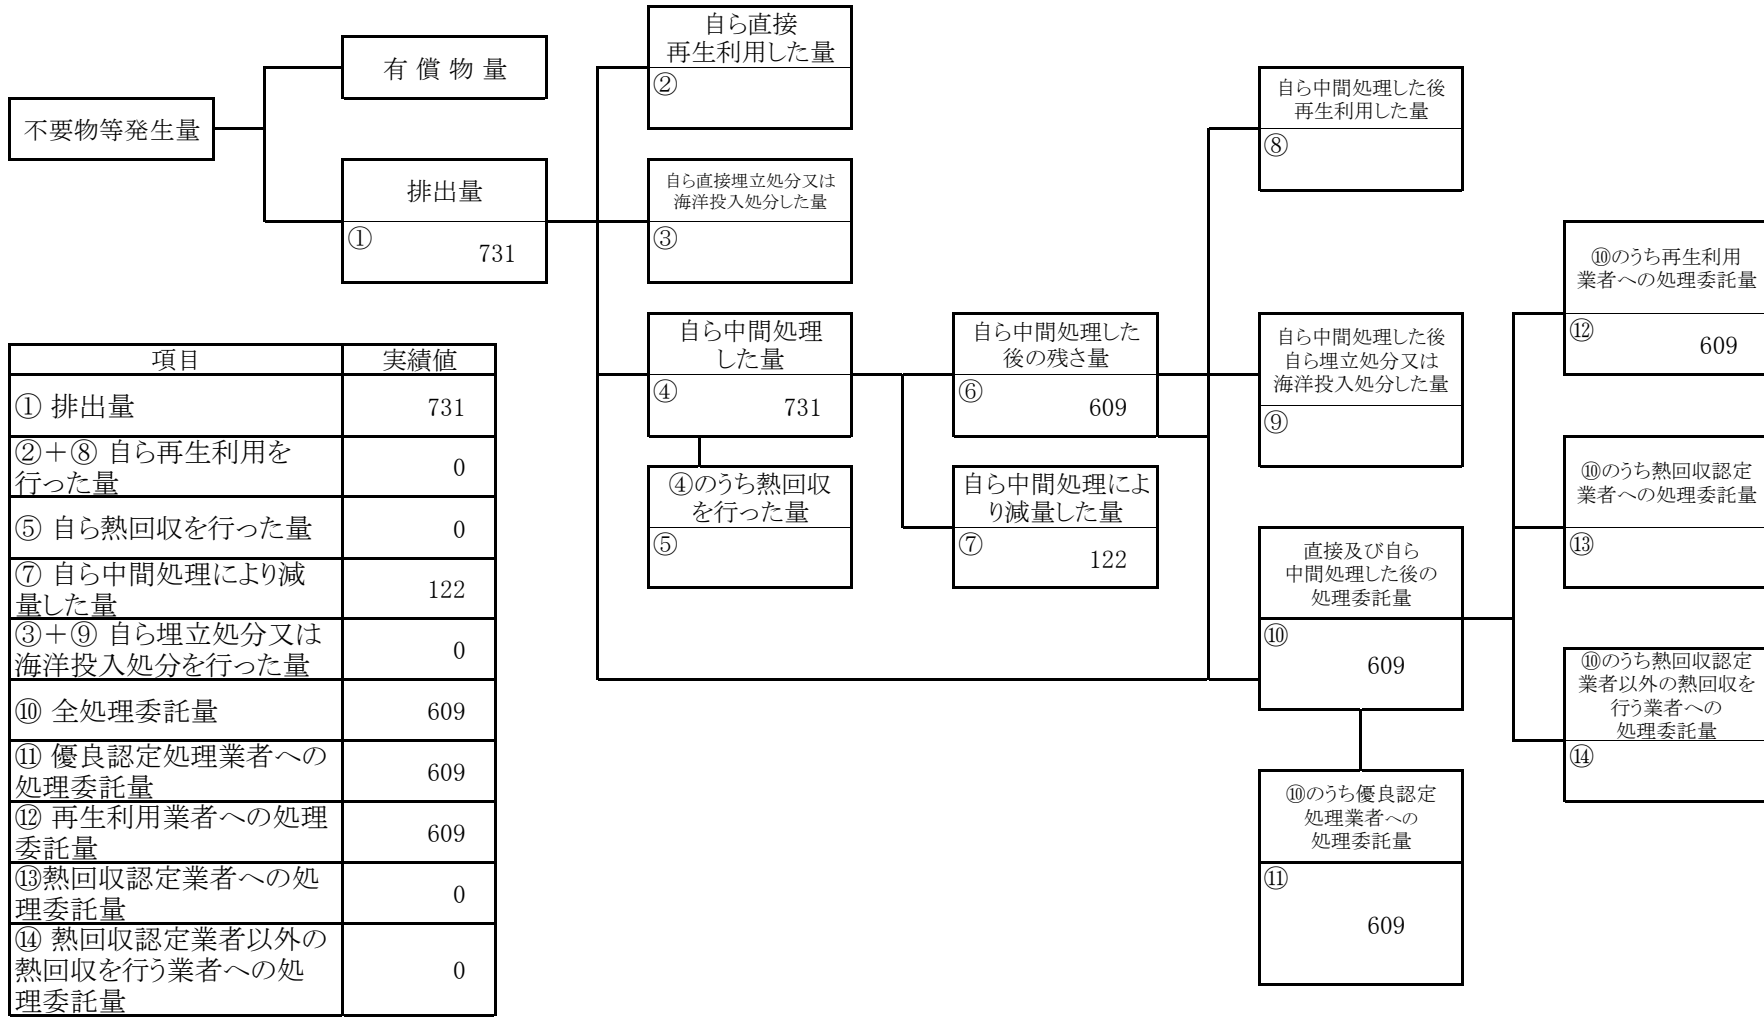 不要物等発生量
有償物量
排出量
①
731
自ら直接
再生利用した量
②
自ら直接埋立処分又は
海洋投入処分した量
③
自ら中間処理
した量
④
731
④のうち熱回収
を行った量
⑤
自ら中間処理した
後の残さ量
⑥
609
自ら中間処理によ
り減量した量
⑦
122
自ら中間処理した後
再生利用した量
⑧
自ら中間処理した後
自ら埋立処分又は
海洋投入処分した量
⑨
直接及び自ら
中間処理した後の
処理委託量
⑩
609
⑩のうち優良認定
処理業者への
処理委託量
⑪
609
⑩のうち再生利用
業者への処理委託量
⑫
609
⑩のうち熱回収認定
業者への処理委託量
⑬
⑩のうち熱回収認定
業者以外の熱回収を
行う業者への
処理委託量
⑭
項目 実績値
① 排出量 731
②＋⑧ 自ら再生利用を
行った量 0
⑤ 自ら熱回収を行った量 0
⑦ 自ら中間処理により減
量した量 122
③＋⑨ 自ら埋立処分又は
海洋投入処分を行った量 0
⑩ 全処理委託量 609
⑪ 優良認定処理業者への
処理委託量 609
⑫ 再生利用業者への処理
委託量 609
⑬熱回収認定業者への処
理委託量 0
⑭ 熱回収認定業者以外の
熱回収を行う業者への処
理委託量 0